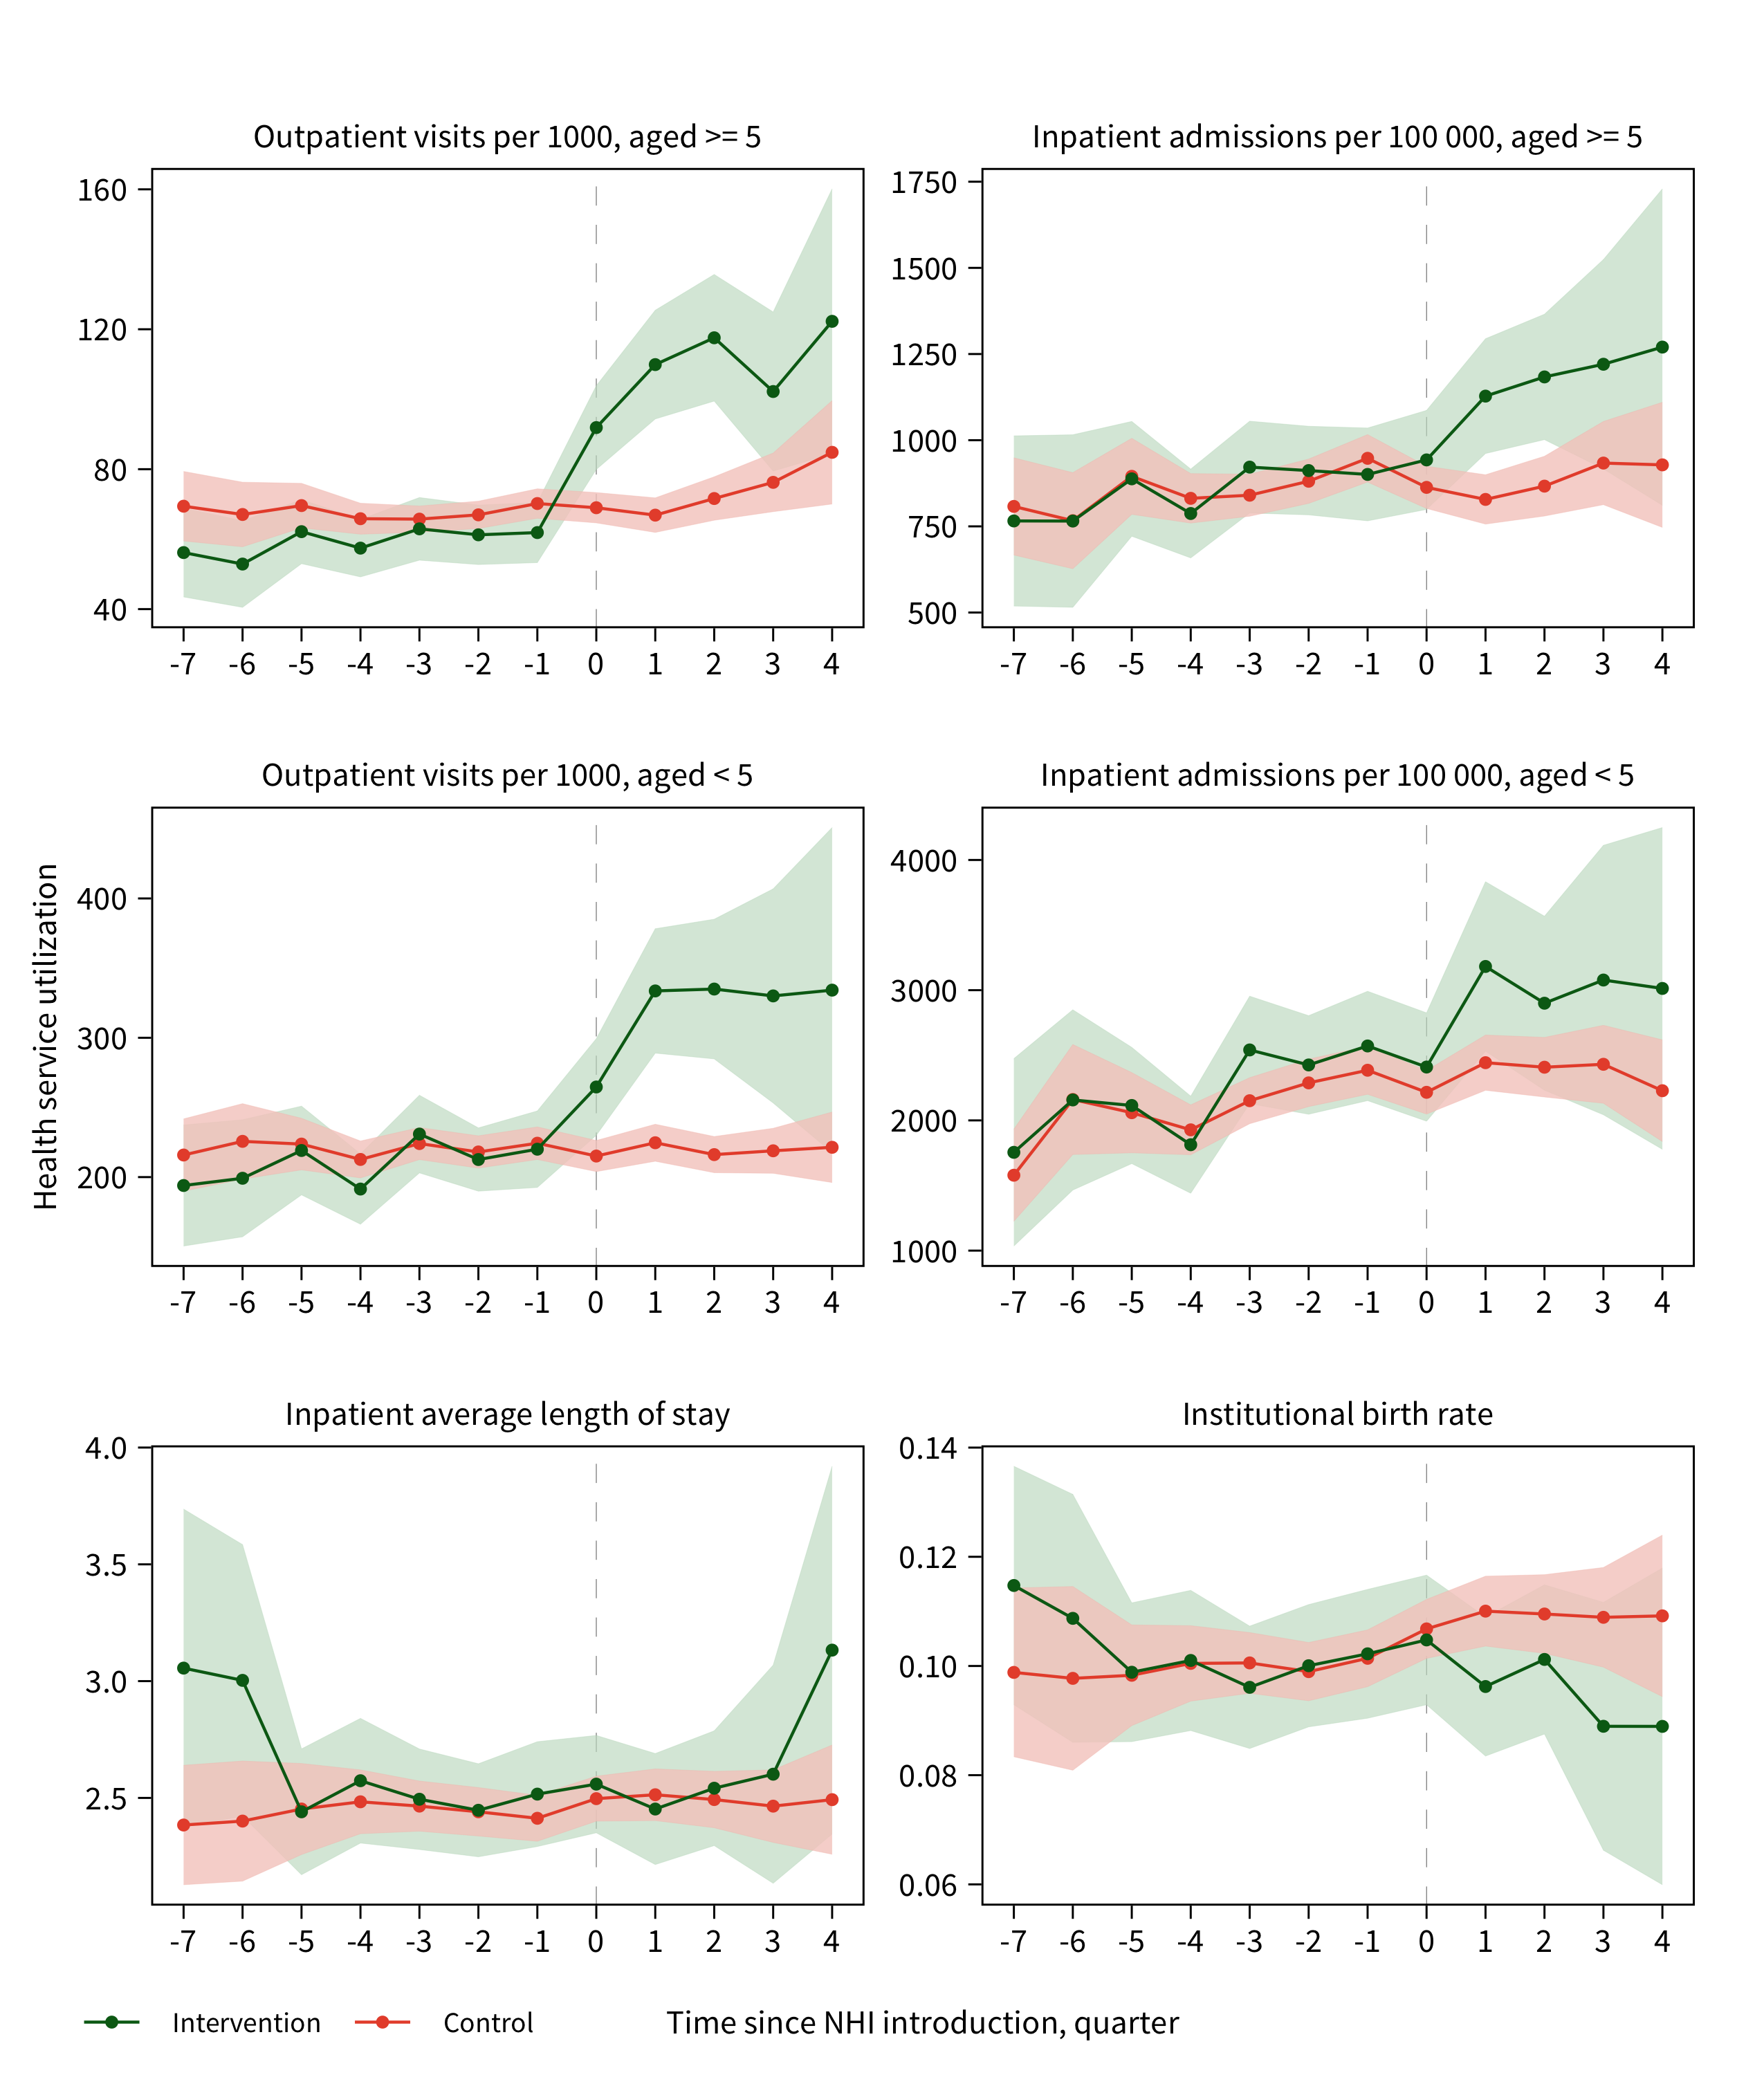 Outpatient visits per 1000, aged >= 5
160
120
80
40
-7 -6 -5 -4 -3 -2 -1 0 1 2 3 4
Inpatient admissions per 100 000, aged >= 5
1750
1500
1250
1000
750
500
-7 -6 -5 -4 -3 -2 -1 0 1 2 3 4
Health service utilization
Outpatient visits per 1000, aged < 5
400
300
200
-7 -6 -5 -4 -3 -2 -1 0 1 2 3 4
Inpatient admissions per 100 000, aged < 5
4000
3000
2000
1000
-7 -6 -5 -4 -3 -2 -1 0 1 2 3 4
Inpatient average length of stay
4.0
3.5
3.0
2.5
-7 -6 -5 -4 -3 -2 -1 0 1 2 3 4
Institutional birth rate
0.14
0.12
0.10
0.08
0.06
-7 -6 -5 -4 -3 -2 -1 0 1 2 3 4
Intervention Control Time since NHI introduction, quarter